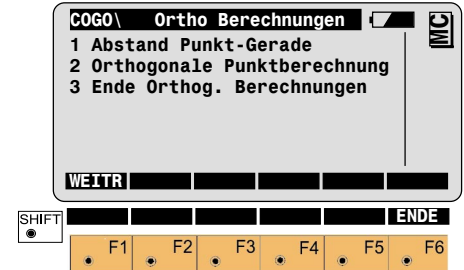 COGO\ Ortho Berechnungen MC
1 Abstand Punkt-Gerade
2 Orthogonale Punktberechnung
3 Ende Orthog. Berechnungen
WEITR
SHIFT ENDE
F1 F2 F3 F4 F5 F6